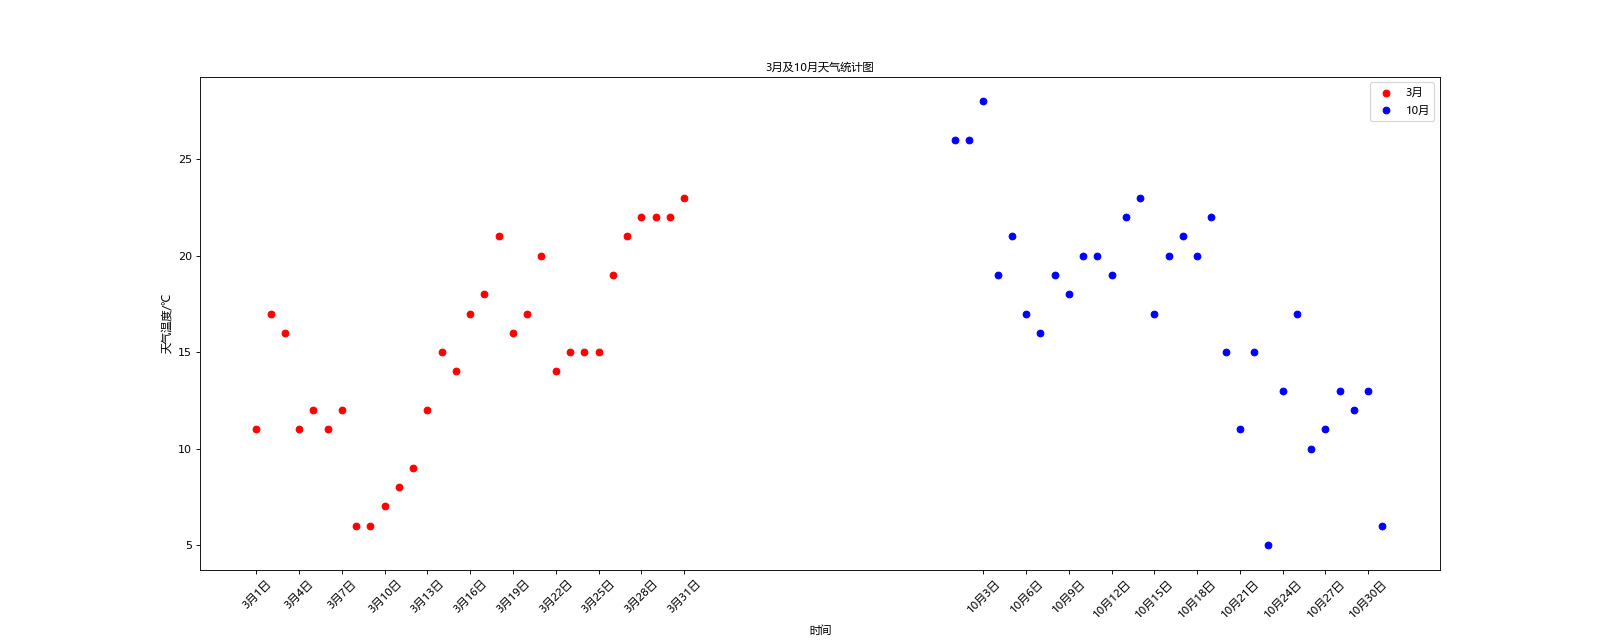 3月及10月天气统计图
3月
10月
天气温度/℃
25
20
15
10
5
3月1日
3月4日
3月7日
3月10日
3月13日
3月16日
3月19日
3月22日
3月25日
3月28日
3月31日
10月3日
10月6日
10月9日
10月12日
10月15日
10月18日
10月21日
10月24日
10月27日
10月30日
时间